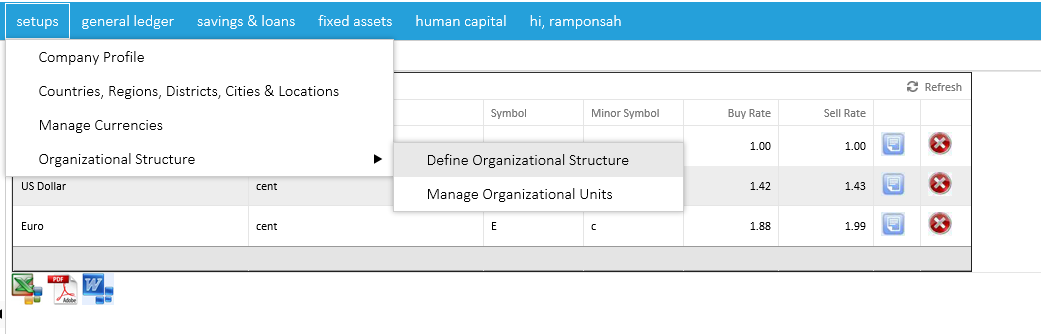 setups general ledger savings & loans fixed assets human capital hi, ramponsah
Company Profile
Refresh
Countries, Regions, Districts, Cities & Locations
Symbol Minor Symbol Buy Rate Sell Rate
Manage Currencies
1.00 1.00
Organizational Structure
Define Organizational Structure
US Dollar cent 1.42 1.43
Manage Organizational Units
Euro cent E c 1.88 1.99
PDF
Adobe